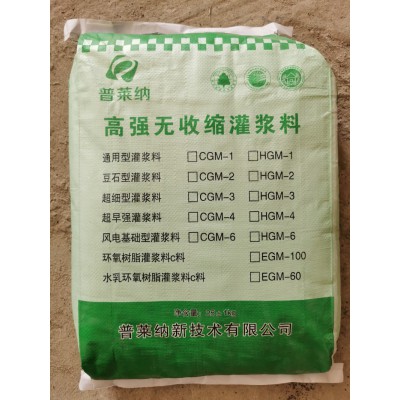 普莱纳
高强无收缩灌浆料
通用型灌浆料 □CGM-1 □HGM-1
豆石型灌浆料 □CGM-2 □HGM-2
超细型灌浆料 □CGM-3 □HGM-3
超早强灌浆料 □CGM-4 □HGM-4
风电基础型灌浆料 □CGM-6 □HGM-6
环氧树脂灌浆料c料 □EGM-100
水乳环氧树脂灌浆料c料 □EGM-60
净含量:
普莱纳新技术有限公司